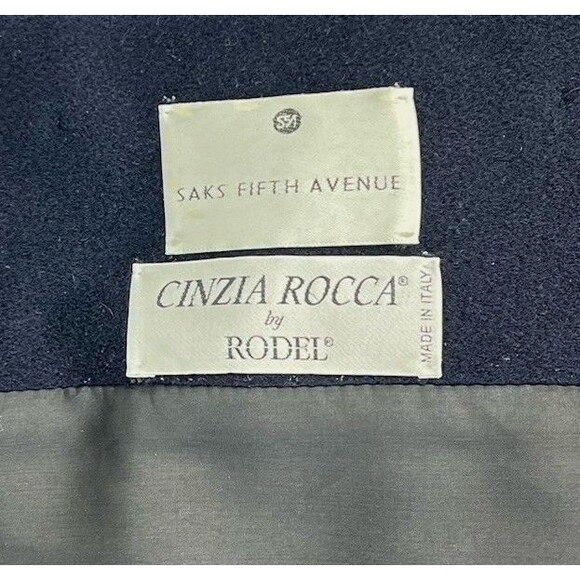 SFA
SAKS FIFTH AVENUE
CINZIA ROCCA®
by
RODEL®
MADE IN ITALY